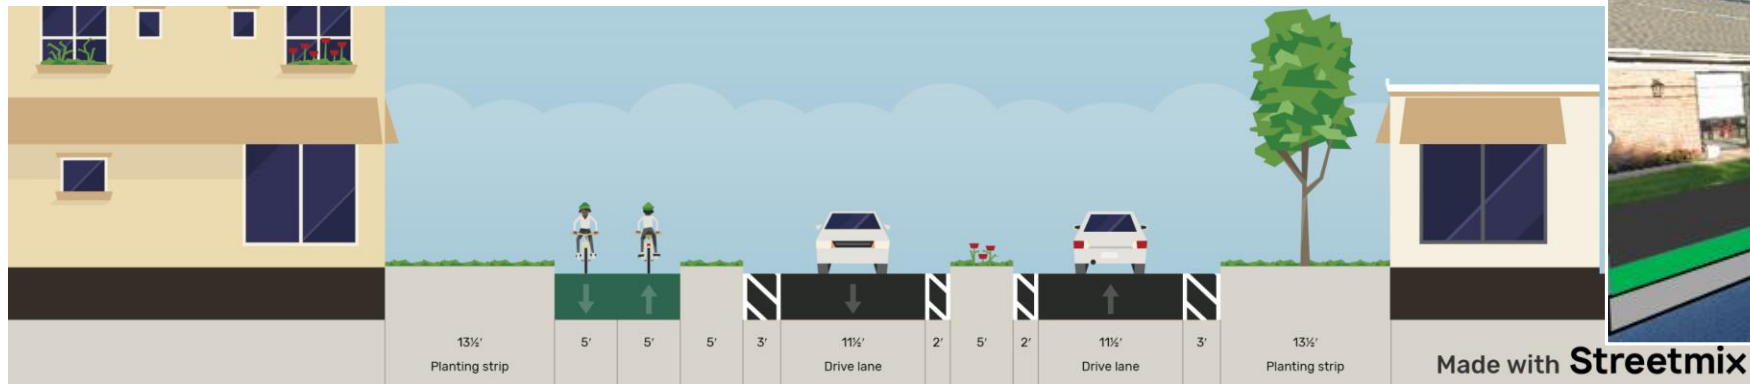 13½' 5' 5' 5' 3' 11½' 2' 5' 2' 11½' 3' 13½'
Planting strip Drive lane Drive lane Planting strip
Made with Streetmix